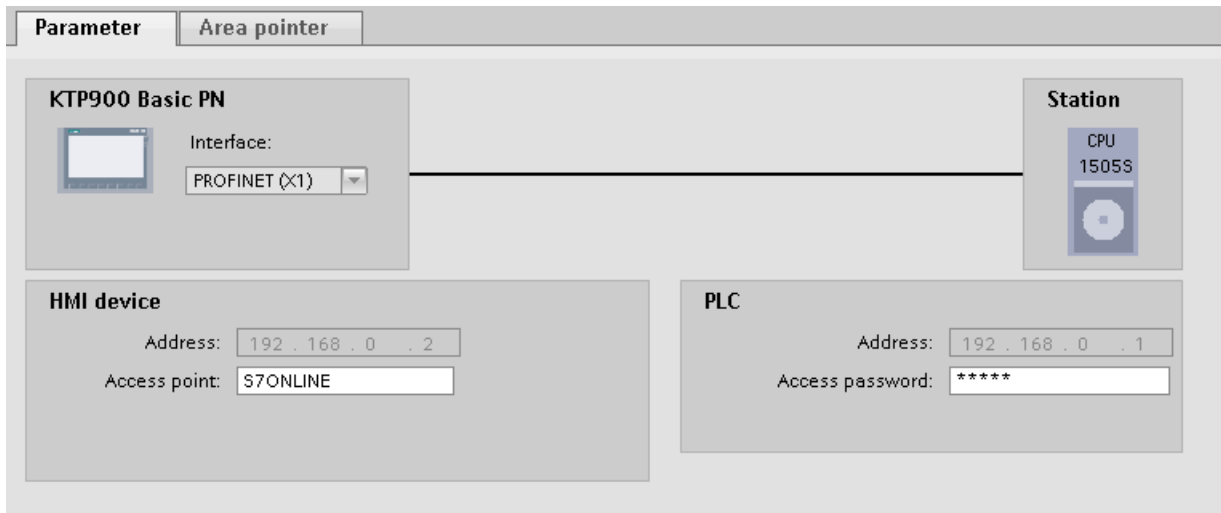 Parameter
Area pointer
KTP900 Basic PN
Interface:
PROFINET (X1)
Station
CPU
1505S
HMI device
Address: 192 . 168 . 0 . 2
Access point: S7ONLINE
PLC
Address: 192 . 168 . 0 . 1
Access password: *****